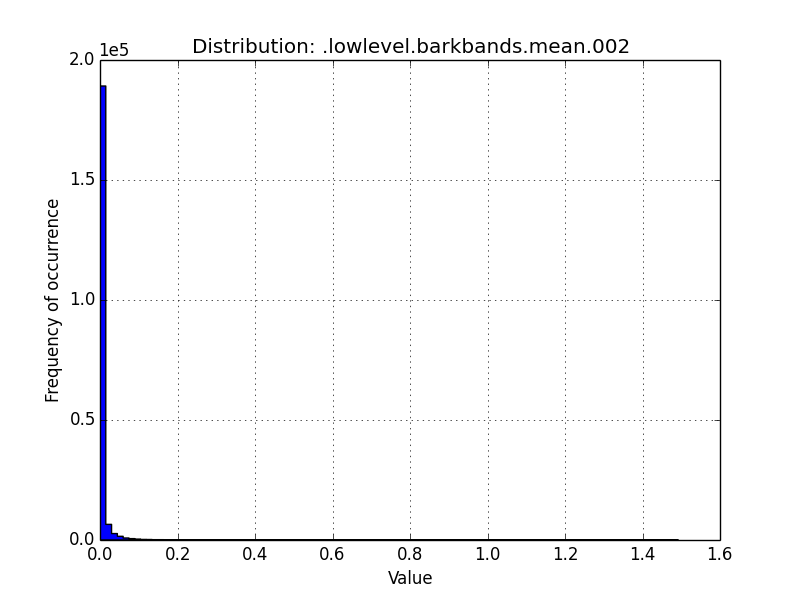 Distribution: .lowlevel.barkbands.mean.002
1e5
2.0
1.5
1.0
0.5
0.0
Frequency of occurrence
0.0 0.2 0.4 0.6 0.8 1.0 1.2 1.4 1.6
Value